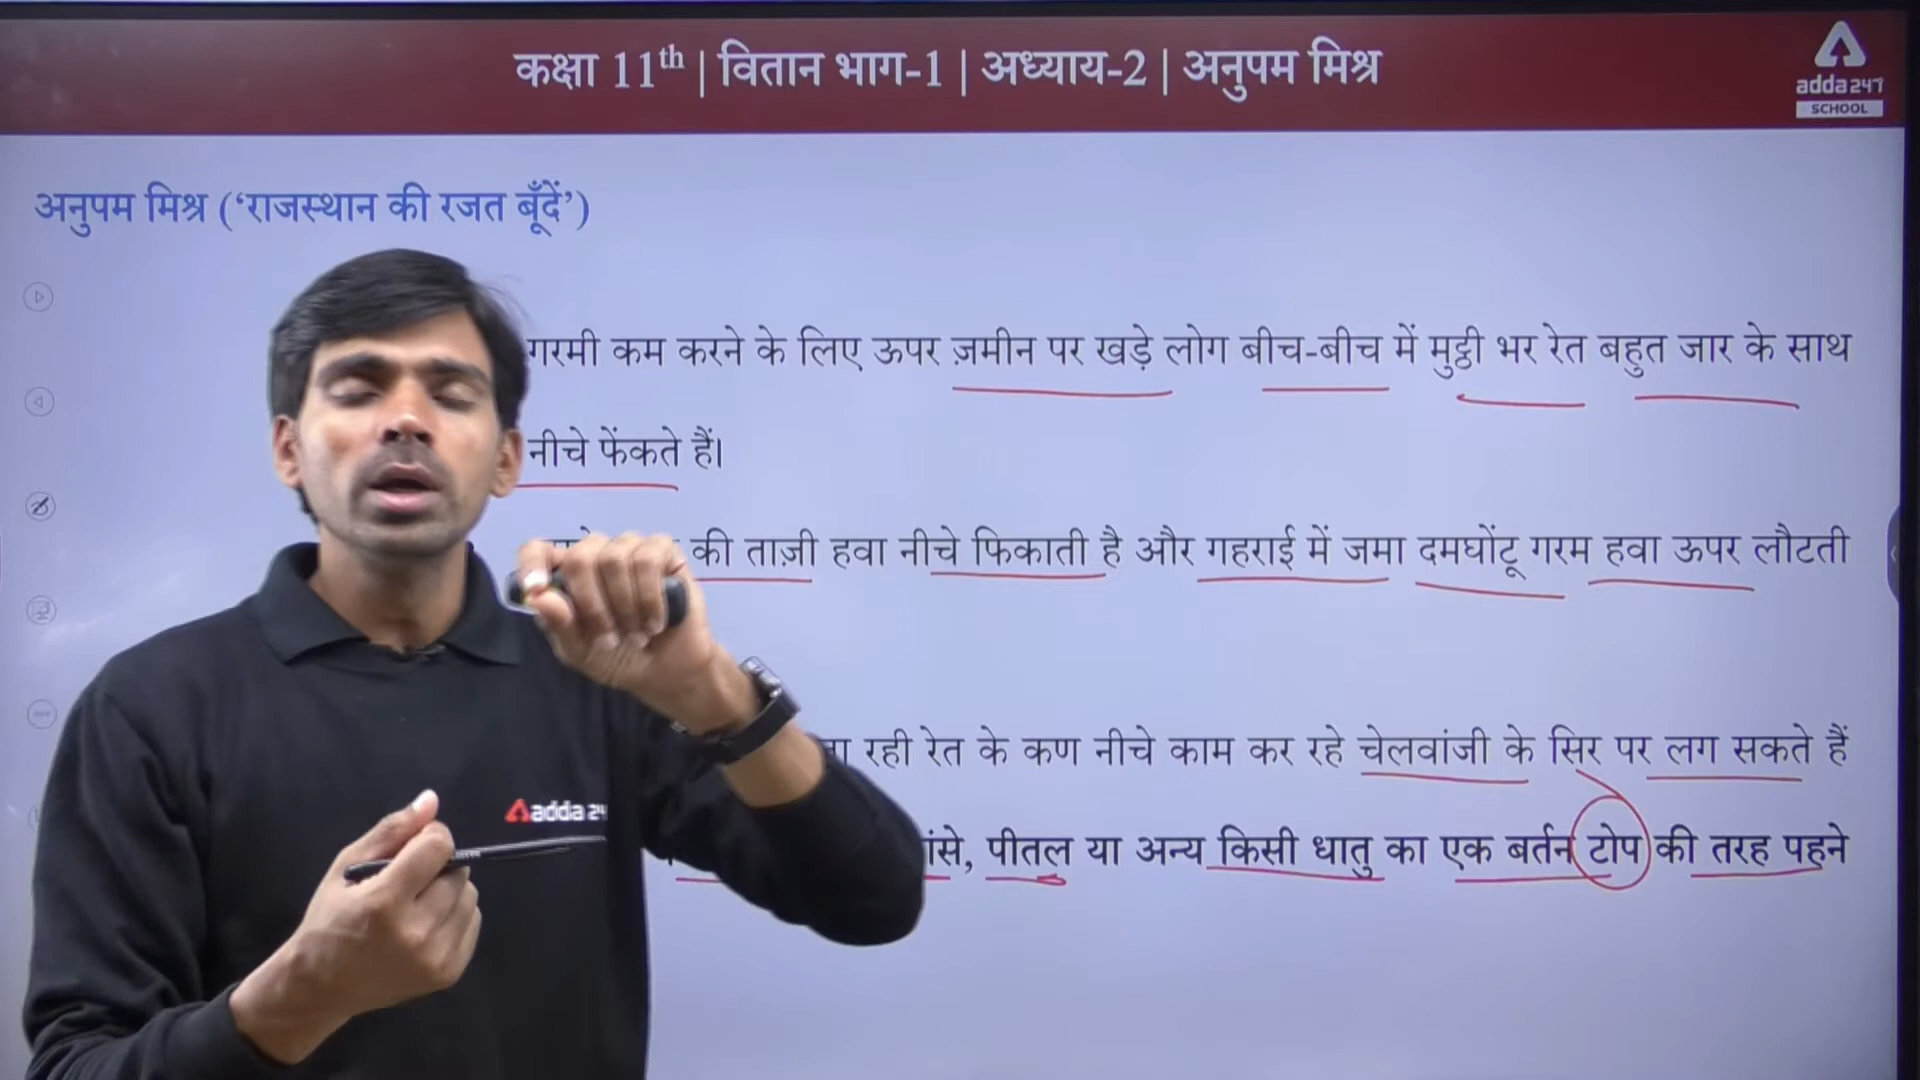 कक्षा 11th | वितान भाग-1 | अध्याय-2 | अनुपम मिश्र
adda247
SCHOOL
अनुपम मिश्र (‘राजस्थान की रजत बूँदें’)
गरमी कम करने के लिए ऊपर ज़मीन पर खड़े लोग बीच-बीच में मुट्ठी भर रेत बहुत जार के साथ
नीचे फेंकते हैं।
की ताज़ी हवा नीचे फिकाती है और गहराई में जमा दमघोंटू गरम हवा ऊपर लौटती
रही रेत के कण नीचे काम कर रहे चेलवांजी के सिर पर लग सकते हैं
पीतल या अन्य किसी धातु का एक बर्तन टोप की तरह पहने
adda 24